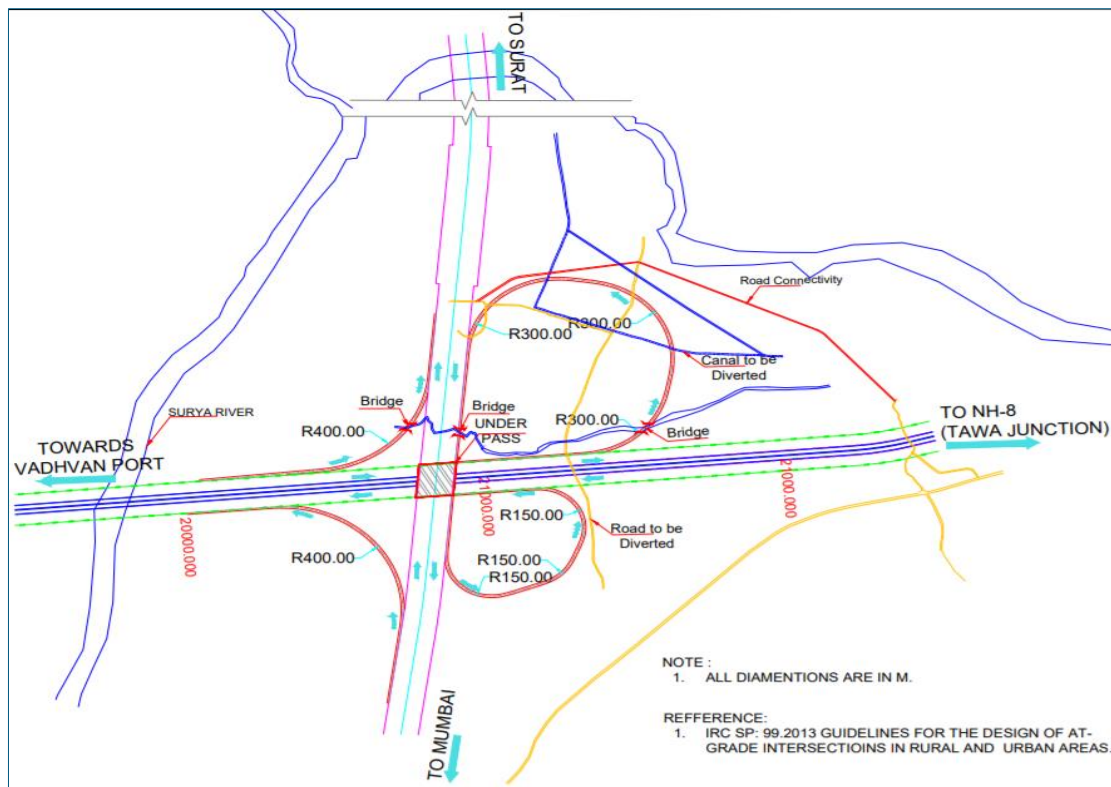 TO SURAT
Road Connectivity
R300.00
R300.00
Canal to be
Diverted
Bridge
Bridge
SURYA RIVER
UNDER
PASS
R300.00
Bridge
R400.00
TO NH-8
(TAWA JUNCTION)
TOWARDS
VADHVAN PORT
20000.000
21000.000
21000.000
R150.00
Road to be
Diverted
R400.00
R150.00
R150.00
NOTE :
1. ALL DIAMENTIONS ARE IN M.
TO MUMBAI
REFFERENCE:
1. IRC SP: 99.2013 GUIDELINES FOR THE DESIGN OF AT-
GRADE INTERSECTIOINS IN RURAL AND URBAN AREAS.